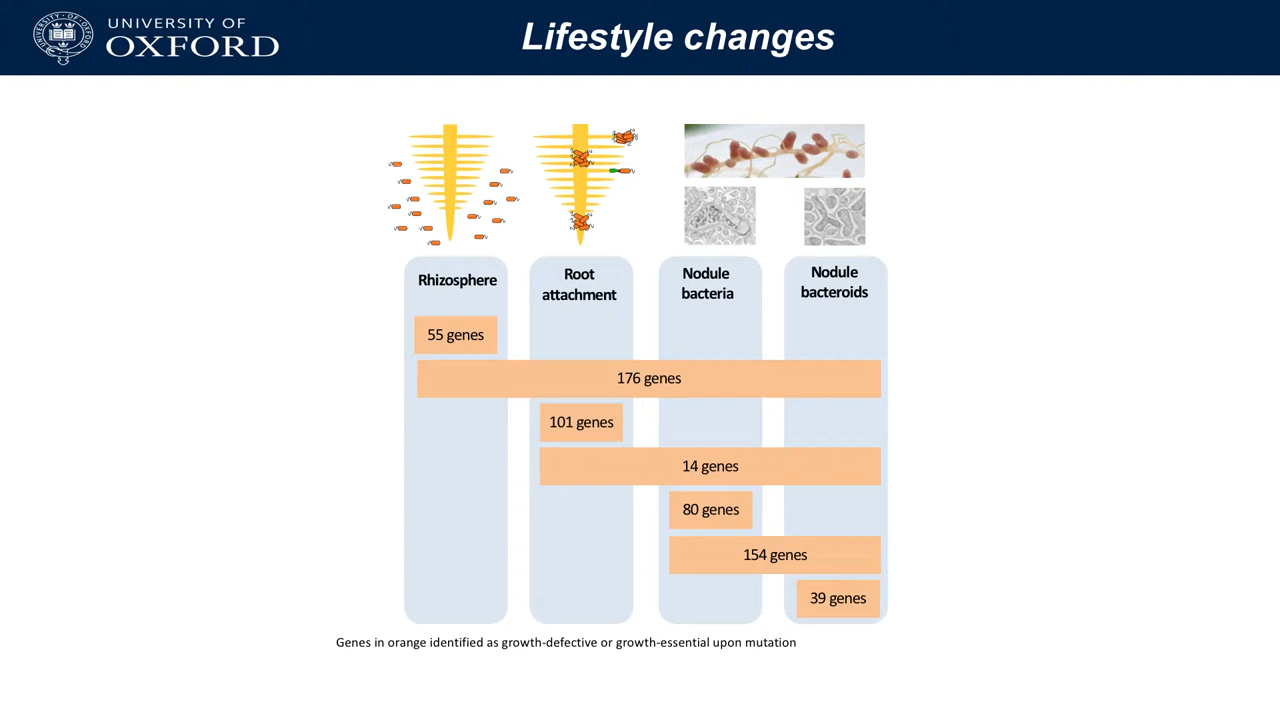 UNIVERSITY OF
OXFORD
Lifestyle changes
Rhizosphere
Root
attachment
Nodule
bacteria
Nodule
bacteroids
55 genes
176 genes
101 genes
14 genes
80 genes
154 genes
39 genes
Genes in orange identified as growth-defective or growth-essential upon mutation